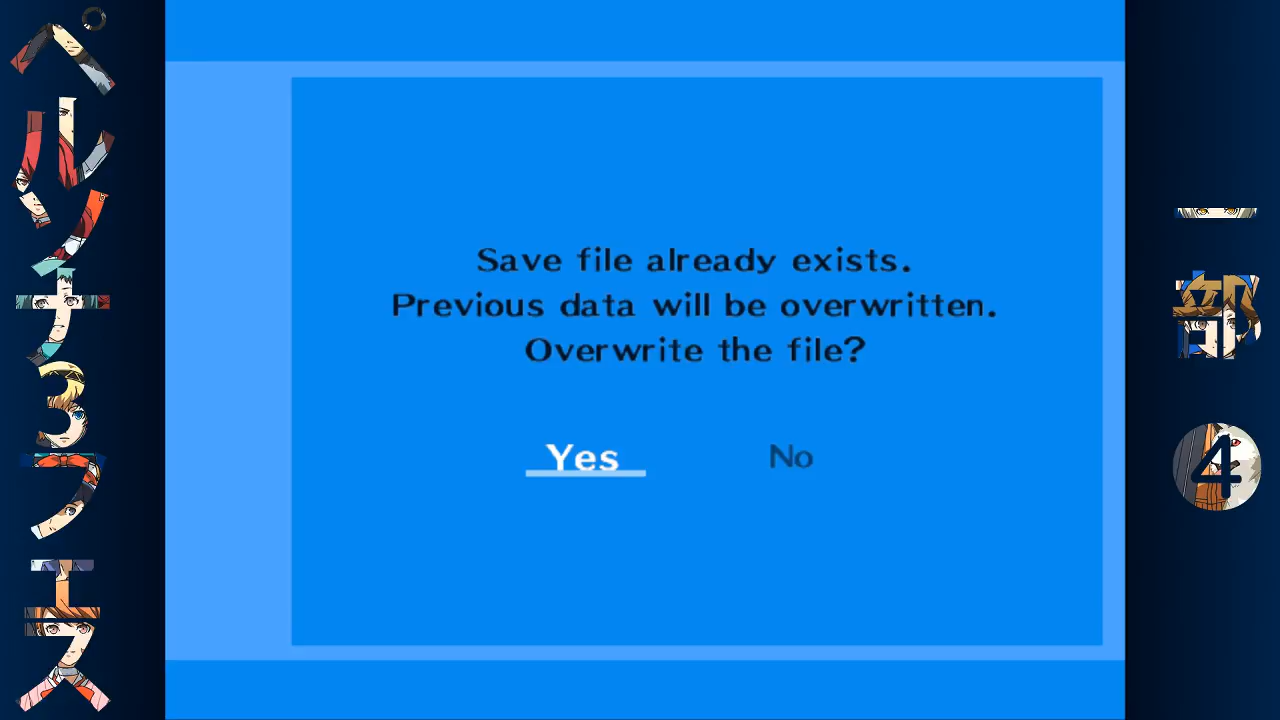 ペルソナ3フェス
Save file already exists.
Previous data will be overwritten.
Overwrite the file?
Yes No
一部
4